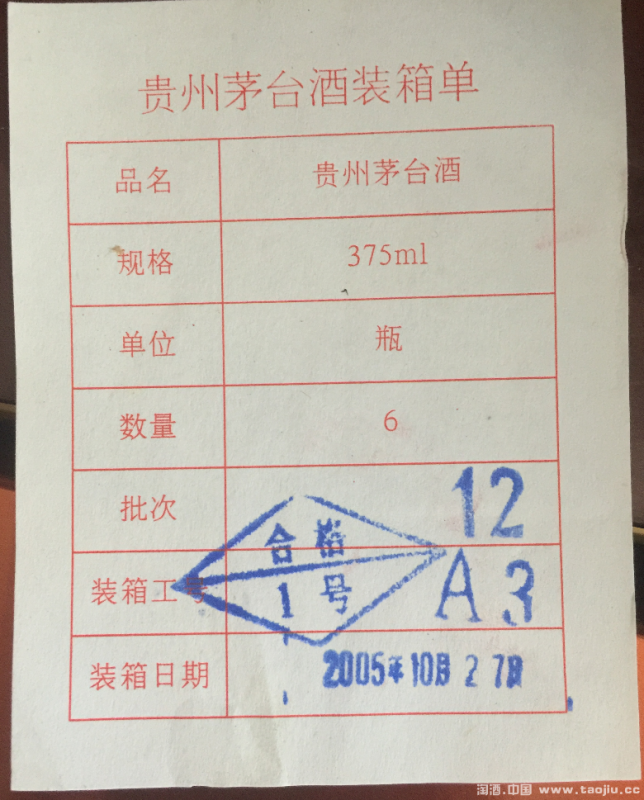 贵州茅台酒装箱单
品名 贵州茅台酒
规格 375ml
单位 瓶
数量 6
批次 12
合格
装箱工号 A3
1号
装箱日期 2005年10月27日
淘酒.中国 www.taojiu.cc